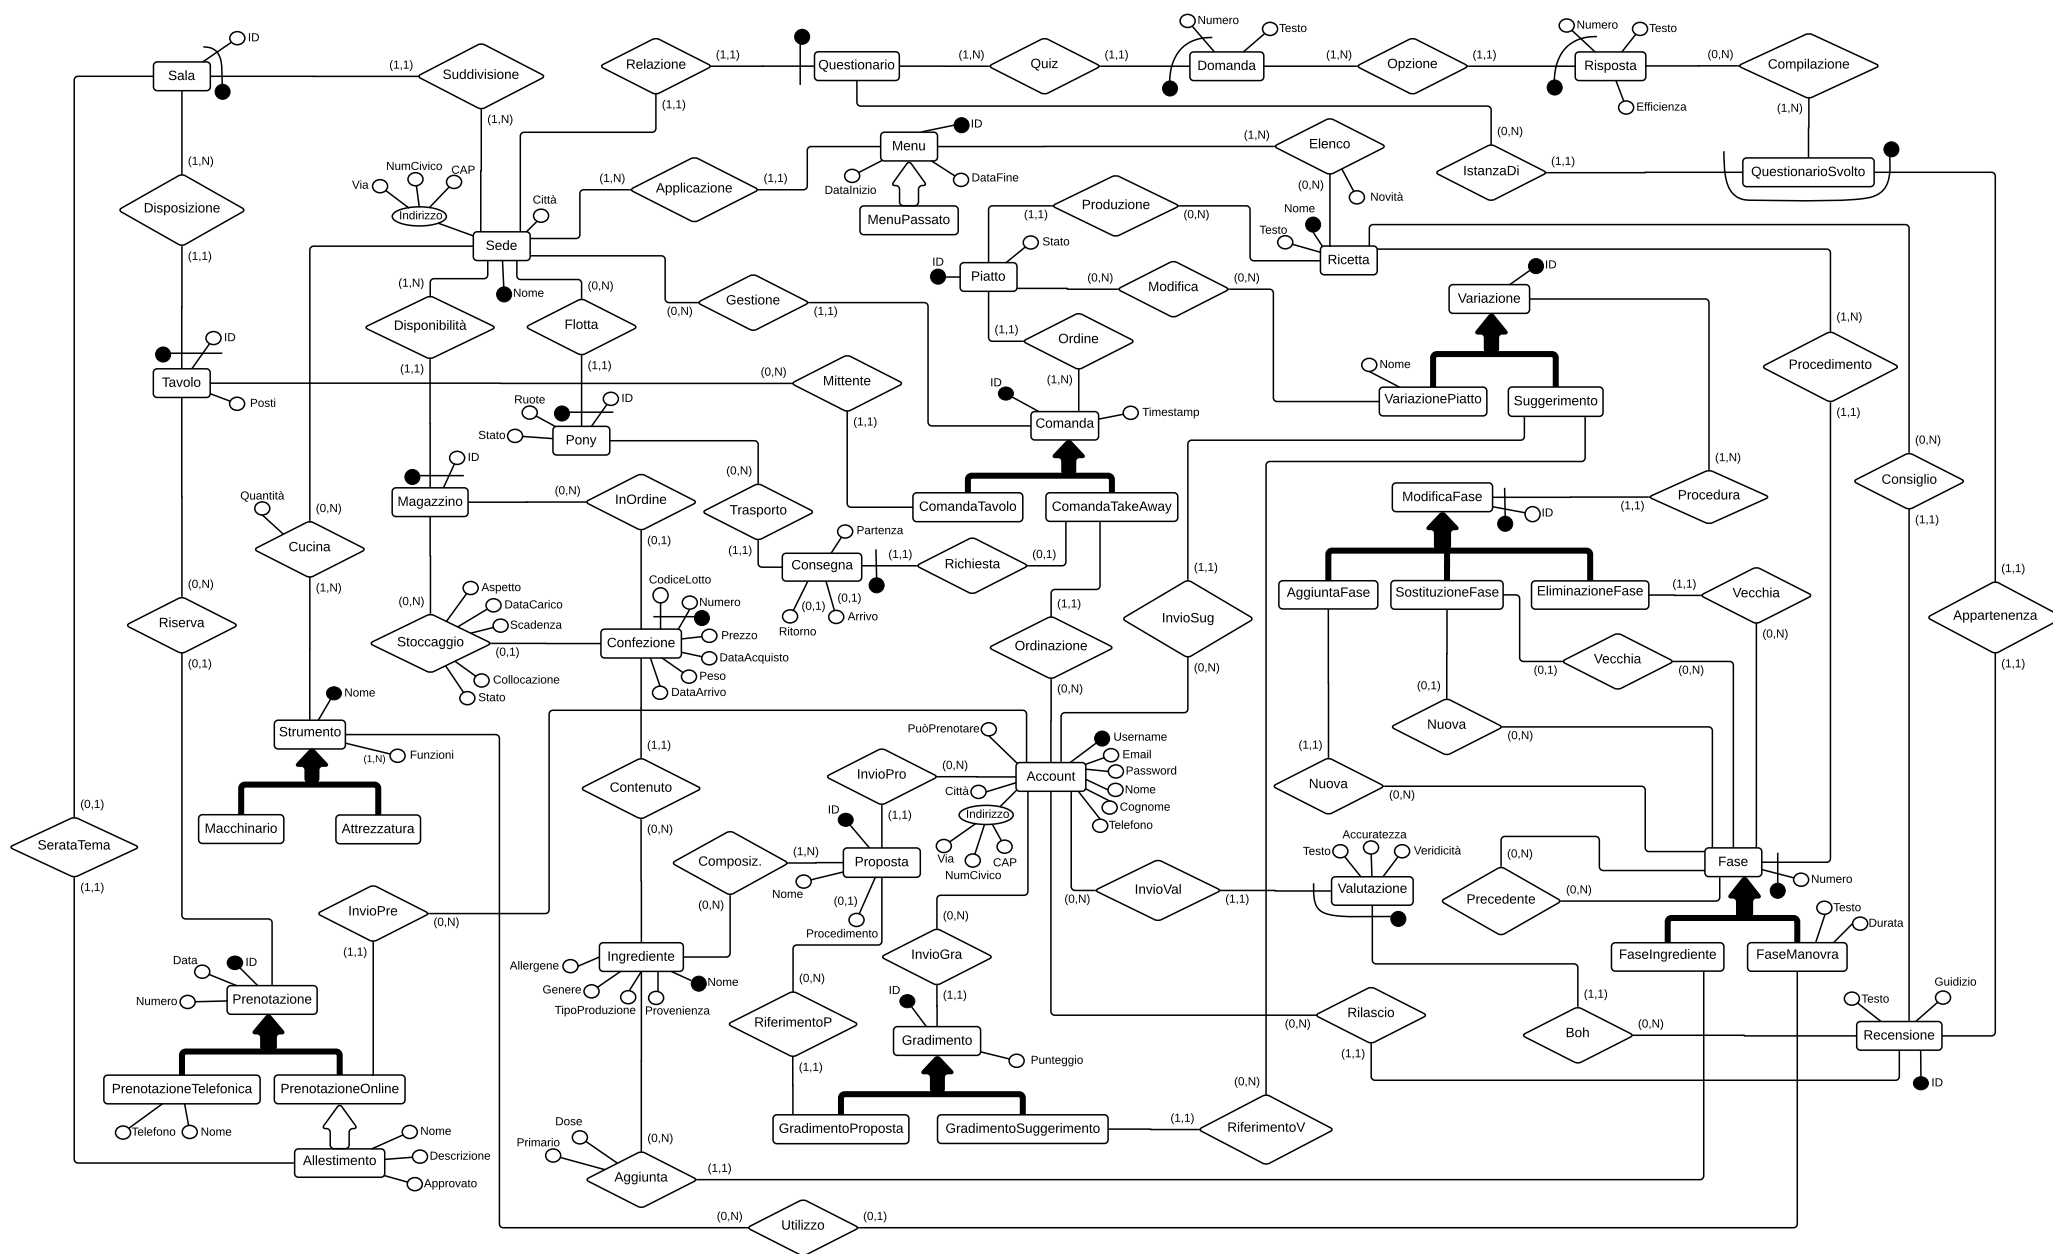 Numero
Testo
Numero
Testo
ID
(1,1)
Suddivisione
Relazione
(1,1)
Questionario
(1,N)
Quiz
(1,1)
Domanda
(1,N)
Opzione
(1,1)
Risposta
(0,N)
Compilazione
Sala
(1,1)
Efficienza
(1,N)
(1,N)
ID
Menu
(1,N)
Elenco
(0,N)
(1,N)
NumCivico
CAP
Via
Indirizzo
Città
(1,N)
Applicazione
(1,1)
DataInizio
DataFine
MenuPassato
(0,N)
Novità
IstanzaDi
(1,1)
QuestionarioSvolto
Disposizione
(1,1)
Produzione
(0,N)
Nome
Testo
Sede
Stato
Ricetta
(1,1)
ID
Piatto
(0,N)
Modifica
(0,N)
ID
(1,N)
Nome
(0,N)
Gestione
(0,N)
(1,1)
Variazione
Disponibilità
Flotta
(1,1)
Ordine
(1,N)
ID
(1,1)
(1,1)
(0,N)
Mittente
(1,N)
Nome
Procedimento
Tavolo
Posti
Ruote
ID
ID
VariazionePiatto
Suggerimento
(1,1)
Stato
Pony
(1,1)
Comanda
Timestamp
(0,N)
ID
(0,N)
(1,N)
Consiglio
Quantità
Magazzino
(0,N)
InOrdine
Trasporto
ComandaTavolo
ComandaTakeAway
ModificaFase
ID
(1,1)
Procedura
(1,1)
(0,N)
(0,1)
Partenza
Cucina
(1,1)
Consegna
(1,1)
Richiesta
(0,1)
(1,N)
Aspetto
CodiceLotto
(1,1)
(1,1)
(0,N)
DataCarico
Numero
(0,1)
(0,1)
(1,1)
AggiuntaFase
SostituzioneFase
EliminazioneFase
(1,1)
Vecchia
(0,N)
Scadenza
Ritorno
Arrivo
InvioSug
Appartenenza
Riserva
Stoccaggio
(0,1)
Confezione
Prezzo
Ordinazione
(0,N)
(0,1)
DataAcquisto
(0,N)
(0,N)
(0,1)
Vecchia
(0,N)
(1,1)
Collocazione
Peso
Nome
Stato
DataArrivo
(0,1)
Strumento
PuòPrenotare
Username
Nuova
(0,N)
Funzioni
(1,N)
(1,1)
Email
(1,1)
Contenuto
InvioPro
(0,N)
Account
Password
Nuova
(0,N)
Città
Nome
(0,1)
ID
(1,1)
Indirizzo
Cognome
Macchinario
Attrezzatura
(0,N)
Telefono
Accuratezza
SerataTema
Composiz.
(1,N)
Proposta
Via
CAP
Testo
Veridicità
(0,N)
Fase
(1,1)
Nome
NumCivico
(0,N)
InvioVal
(1,1)
Valutazione
Precedente
(0,N)
Numero
InvioPre
(0,N)
(0,N)
(0,1)
Procedimento
(0,N)
Testo
Durata
(1,1)
InvioGra
FaseIngrediente
FaseManovra
Data
ID
Allergene
Ingrediente
Genere
Nome
TipoProduzione
Provenienza
(0,N)
ID
(1,1)
(1,1)
Testo
Guidizio
Numero
Prenotazione
RiferimentoP
Gradimento
Punteggio
(0,N)
Rilascio
Boh
(0,N)
Recensione
(1,1)
(1,1)
PrenotazioneTelefonica
PrenotazioneOnline
(0,N)
ID
Telefono
Nome
Dose
GradimentoProposta
GradimentoSuggerimento
(1,1)
RiferimentoV
Nome
Primario
(0,N)
Allestimento
Descrizione
Approvato
Aggiunta
(1,1)
(0,N)
Utilizzo
(0,1)